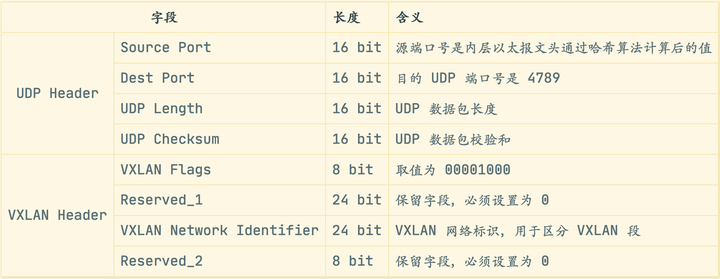 字段 长度 含义
UDP Header
Source Port 16 bit 源端口号是内层以太报文头通过哈希算法计算后的值
Dest Port 16 bit 目的 UDP 端口号是 4789
UDP Length 16 bit UDP 数据包长度
UDP Checksum 16 bit UDP 数据包校验和
VXLAN Header
VXLAN Flags 8 bit 取值为 00001000
Reserved_1 24 bit 保留字段，必须设置为 0
VXLAN Network Identifier 24 bit VXLAN 网络标识，用于区分 VXLAN 段
Reserved_2 8 bit 保留字段，必须设置为 0